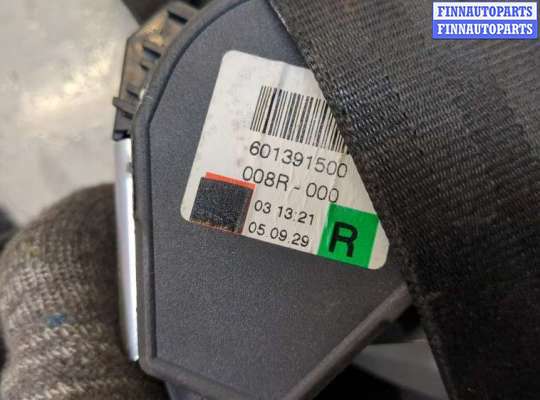 FINNAUTOPARTS
FINNAUTOPARTS
601391500
008R-000
03 13:21
05.09.29
R